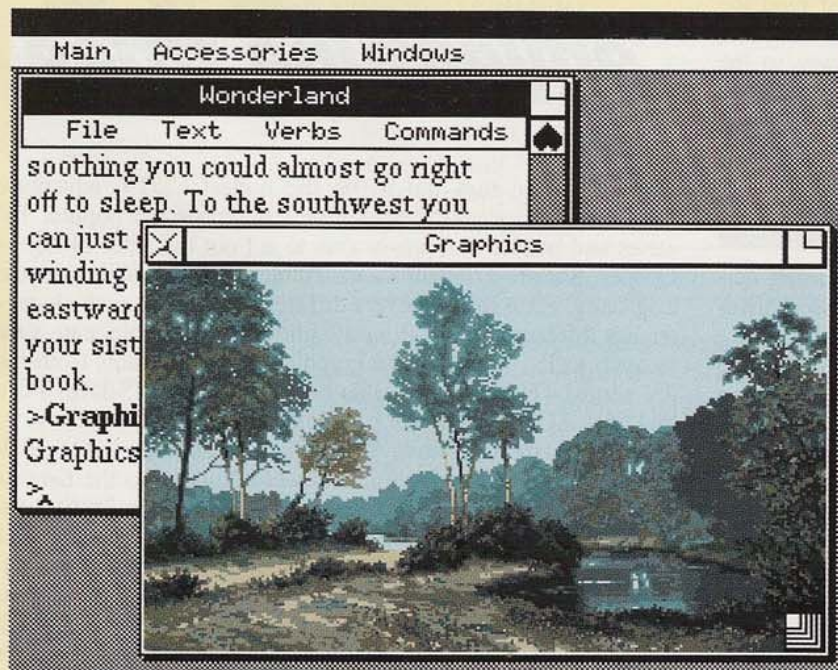 Main Accessories Windows
Wonderland
File Text Verbs Commands
soothing you could almost go right
off to sleep. To the southwest you
can just
winding
eastward
your sist
book.
>Graphi
Graphics
>
Graphics